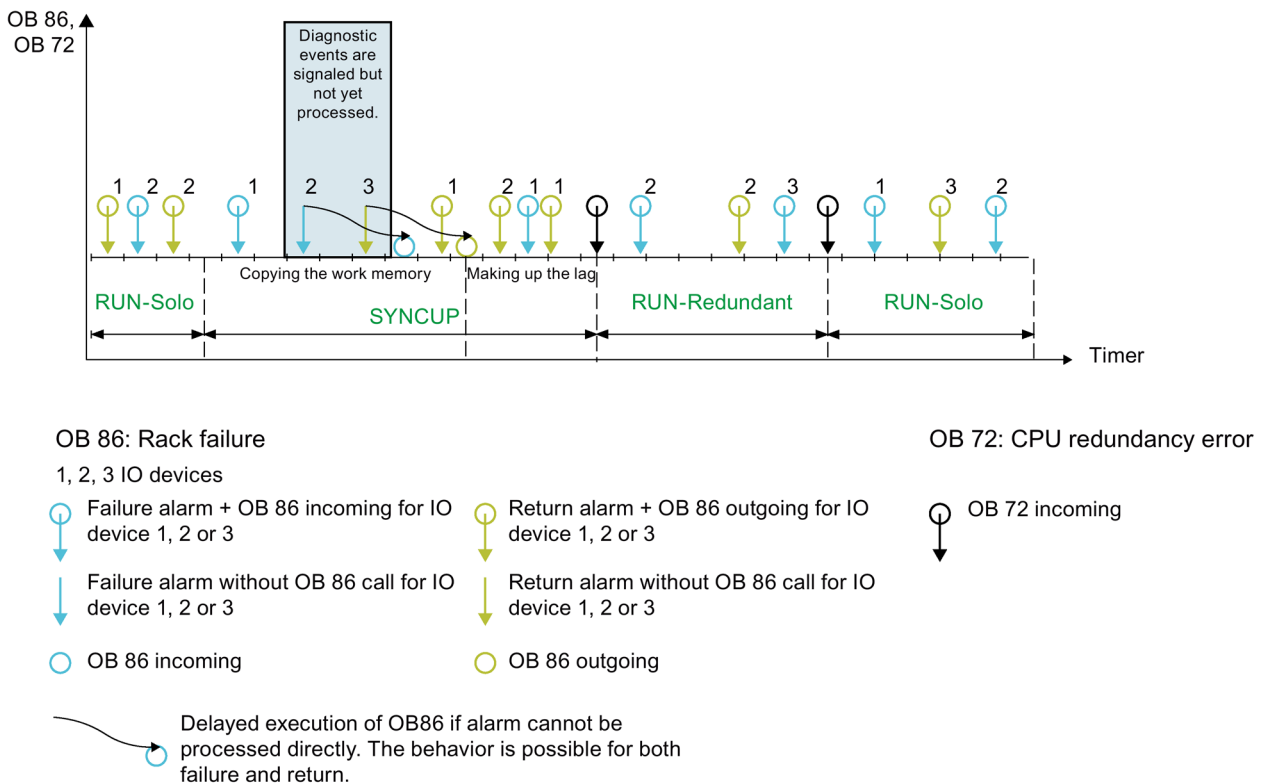 OB 86,
OB 72
Diagnostic
events are
signaled but
not yet
processed.
1 2 2 1 2 3 1 2 1 1 2 2 3 1 3 2
Copying the work memory
Making up the lag
RUN-Solo
SYNCUP
RUN-Redundant
RUN-Solo
Timer
OB 86: Rack failure
1, 2, 3 IO devices
Failure alarm + OB 86 incoming for IO
device 1, 2 or 3
Failure alarm without OB 86 call for IO
device 1, 2 or 3
OB 86 incoming
Return alarm + OB 86 outgoing for IO
device 1, 2 or 3
Return alarm without OB 86 call for IO
device 1, 2 or 3
OB 86 outgoing
OB 72: CPU redundancy error
OB 72 incoming
Delayed execution of OB86 if alarm cannot be
processed directly. The behavior is possible for both
failure and return.